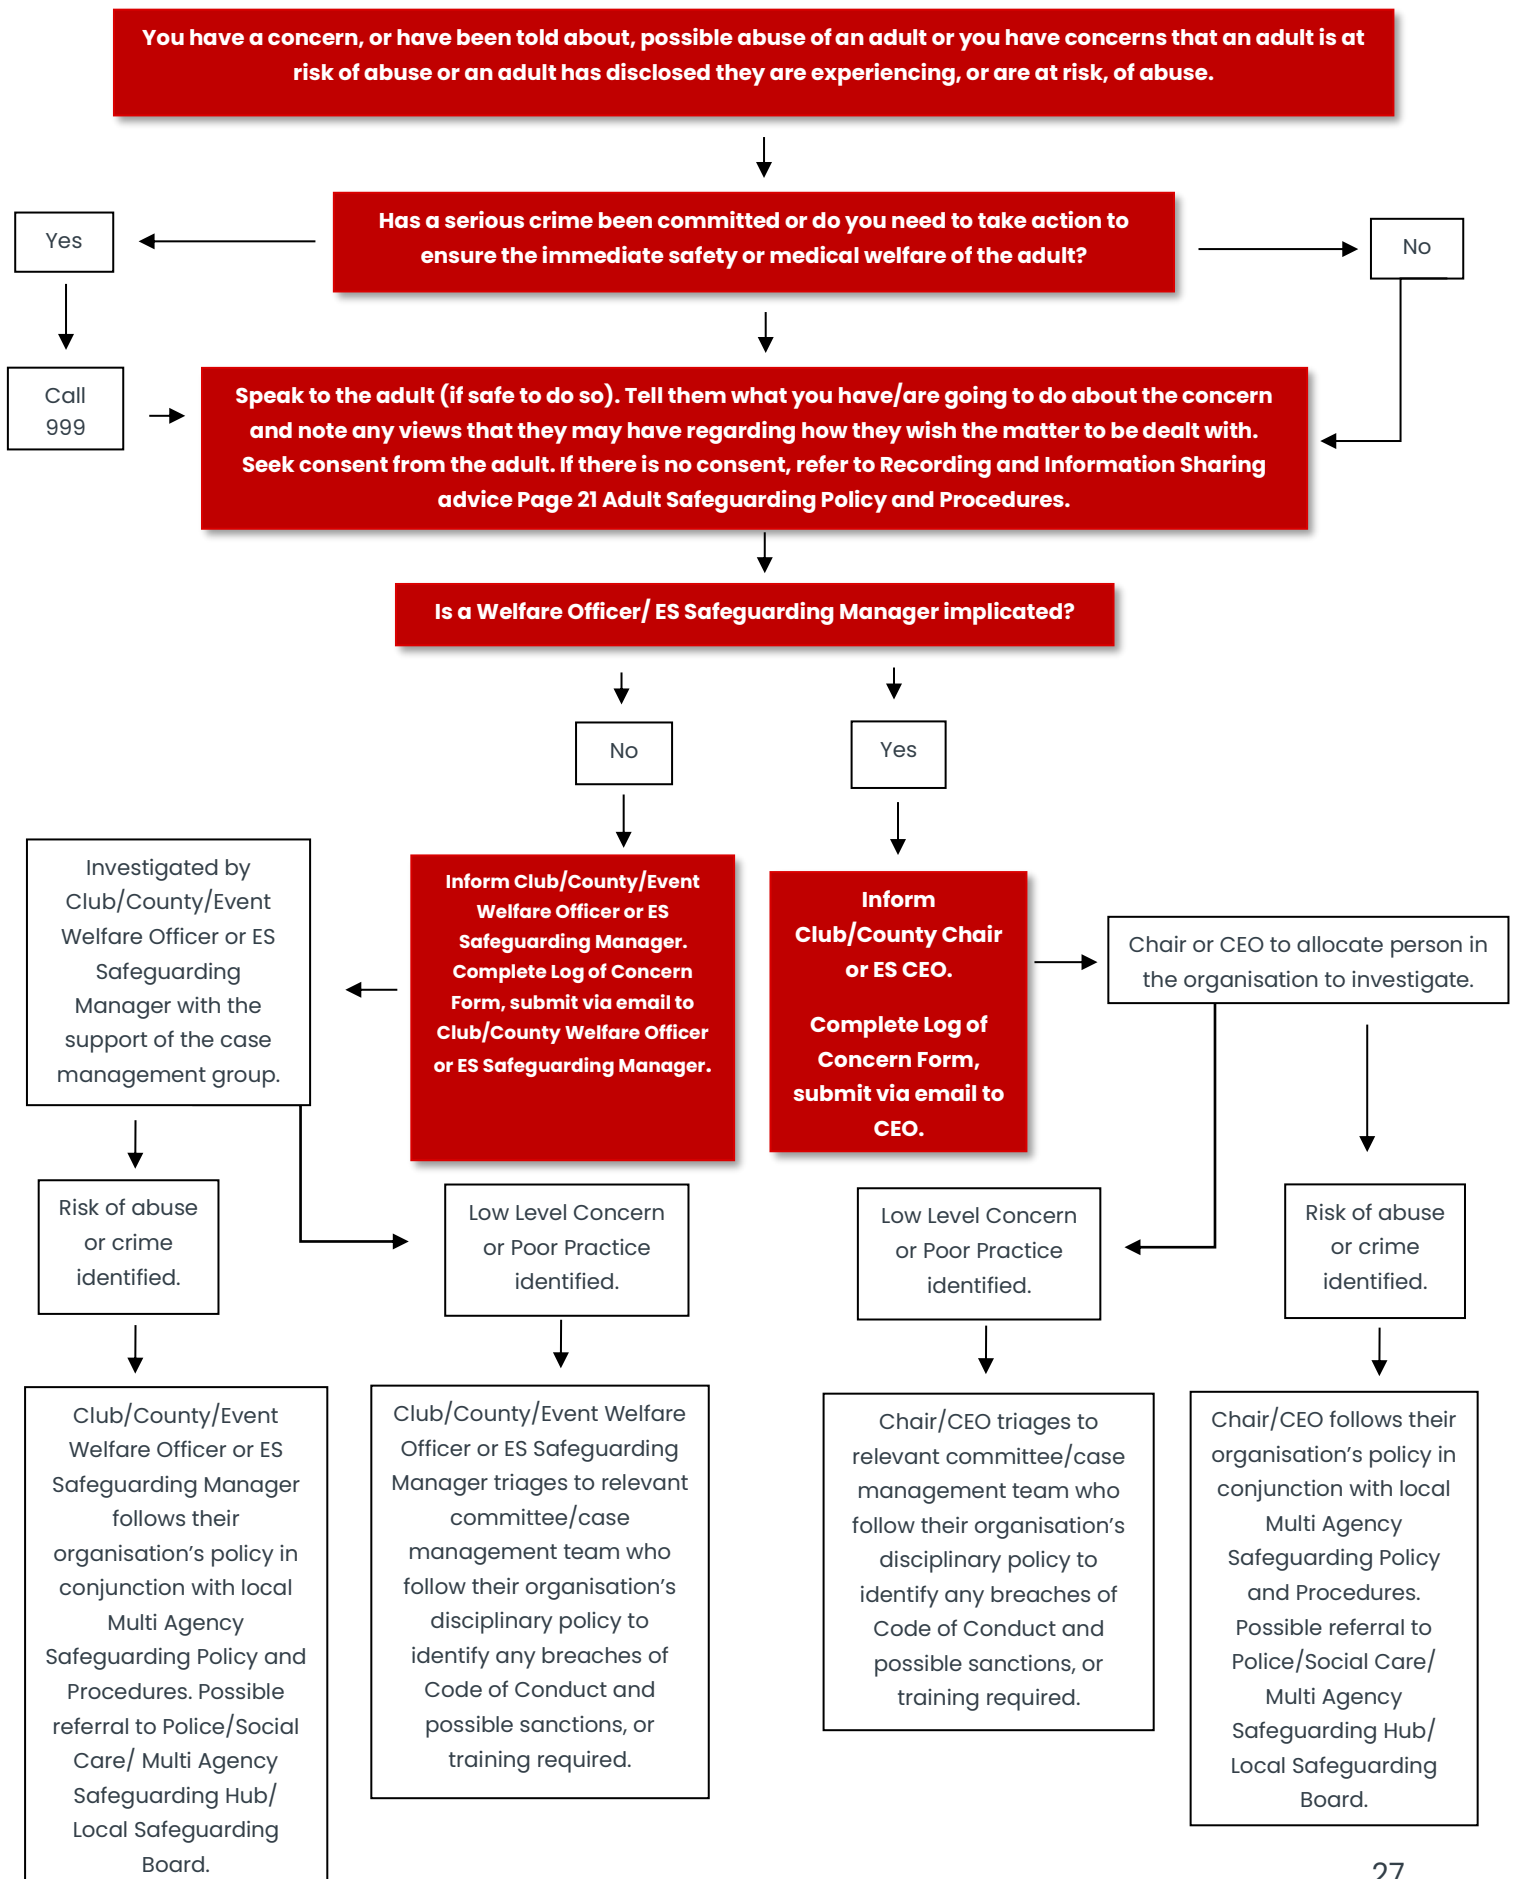 You have a concern, or have been told about, possible abuse of an adult or you have concerns that an adult is at
risk of abuse or an adult has disclosed they are experiencing, or are at risk, of abuse.
Has a serious crime been committed or do you need to take action to
ensure the immediate safety or medical welfare of the adult?
Yes
No
Call
999
Speak to the adult (if safe to do so). Tell them what you have/are going to do about the concern
and note any views that they may have regarding how they wish the matter to be dealt with.
Seek consent from the adult. If there is no consent, refer to Recording and Information Sharing
advice Page 21 Adult Safeguarding Policy and Procedures.
Is a Welfare Officer/ ES Safeguarding Manager implicated?
No
Yes
Investigated by
Club/County/Event
Welfare Officer or ES
Safeguarding
Manager with the
support of the case
management group.
Inform Club/County/Event
Welfare Officer or ES
Safeguarding Manager.
Complete Log of Concern
Form, submit via email to
Club/County Welfare Officer
or ES Safeguarding Manager.
Inform
Club/County Chair
or ES CEO.
Complete Log of
Concern Form,
submit via email to
CEO.
Chair or CEO to allocate person in
the organisation to investigate.
Risk of abuse
or crime
identified.
Low Level Concern
or Poor Practice
identified.
Low Level Concern
or Poor Practice
identified.
Risk of abuse
or crime
identified.
Club/County/Event
Welfare Officer or ES
Safeguarding Manager
follows their
organisation’s policy in
conjunction with local
Multi Agency
Safeguarding Policy and
Procedures. Possible
referral to Police/Social
Care/ Multi Agency
Safeguarding Hub/
Local Safeguarding
Board.
Club/County/Event Welfare
Officer or ES Safeguarding
Manager triages to relevant
committee/case
management team who
follow their organisation’s
disciplinary policy to
identify any breaches of
Code of Conduct and
possible sanctions, or
training required.
Chair/CEO triages to
relevant committee/case
management team who
follow their organisation’s
disciplinary policy to
identify any breaches of
Code of Conduct and
possible sanctions, or
training required.
Chair/CEO follows their
organisation’s policy in
conjunction with local
Multi Agency
Safeguarding Policy
and Procedures.
Possible referral to
Police/Social Care/
Multi Agency
Safeguarding Hub/
Local Safeguarding
Board.
27